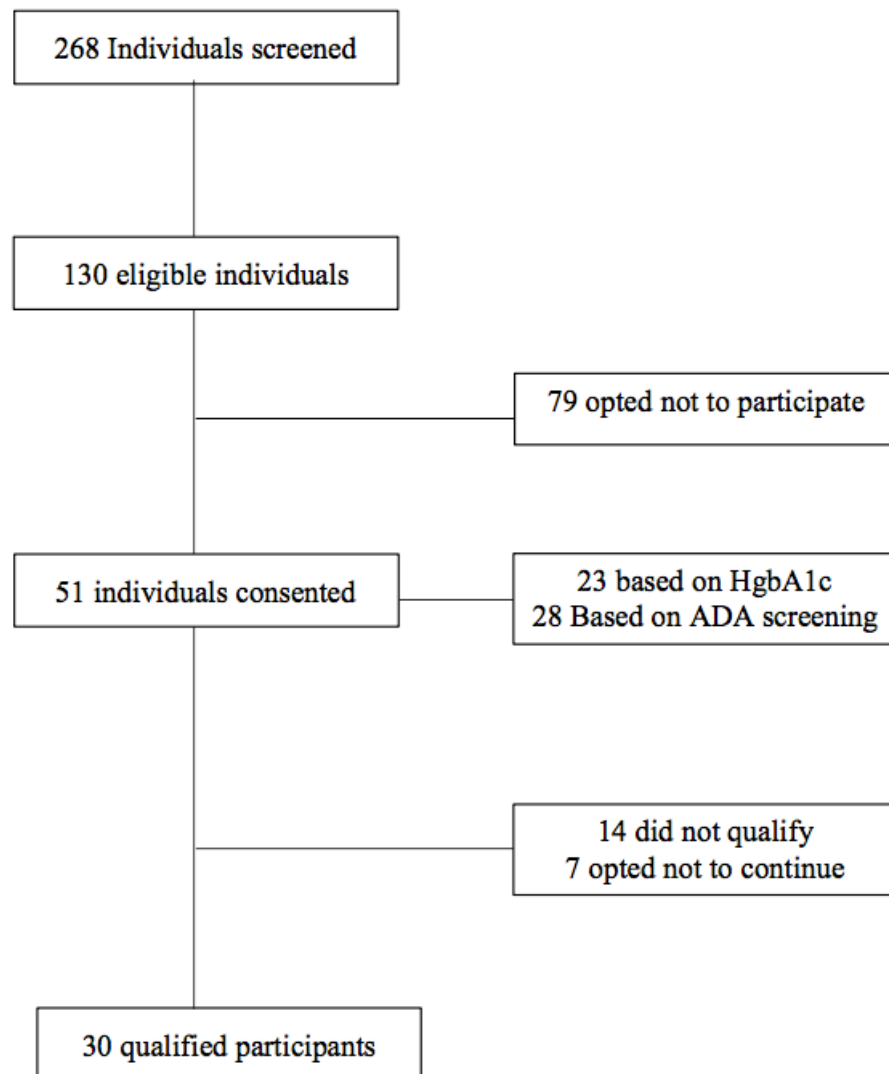 268 Individuals screened
130 eligible individuals
79 opted not to participate
51 individuals consented
23 based on HgbA1c
28 Based on ADA screening
14 did not qualify
7 opted not to continue
30 qualified participants